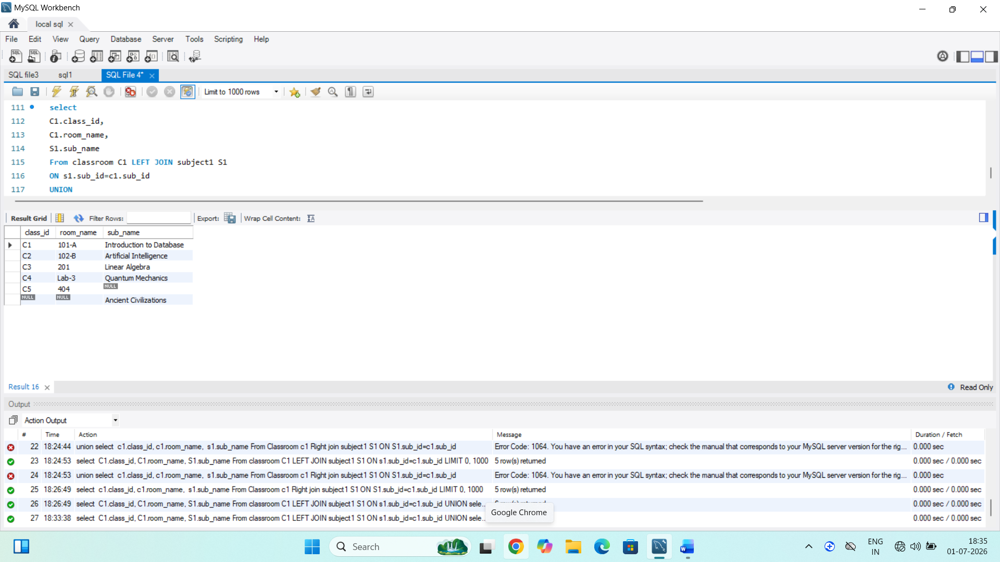 MySQL Workbench
local sql
File Edit View Query Database Server Tools Scripting Help
SQL file3 sql1 SQL File 4*
Limit to 1000 rows
111 select
112 C1.class_id,
113 C1.room_name,
114 S1.sub_name
115 From classroom C1 LEFT JOIN subject1 S1
116 ON s1.sub_id=c1.sub_id
117 UNION
Result Grid Filter Rows: Export: Wrap Cell Content:
class_id room_name sub_name
C1 101-A Introduction to Database
C2 102-B Artificial Intelligence
C3 201 Linear Algebra
C4 Lab-3 Quantum Mechanics
C5 404 NULL
NULL NULL Ancient Civilizations
Result 16 Read Only
Output
Action Output
# Time Action Message Duration / Fetch
22 18:24:44 union select c1.class_id, c1.room_name, s1.sub_name From Classroom c1 Right join subject1 S1 ON S1.sub_id=c1.sub_id Error Code: 1064. You have an error in your SQL syntax; check the manual that corresponds to your MySQL server version for the rig... 0.000 sec
23 18:24:53 select C1.class_id, C1.room_name, S1.sub_name From classroom C1 LEFT JOIN subject1 S1 ON s1.sub_id=c1.sub_id LIMIT 0, 1000 5 row(s) returned 0.000 sec / 0.000 sec
24 18:24:53 union select c1.class_id, c1.room_name, s1.sub_name From Classroom c1 Right join subject1 S1 ON S1.sub_id=c1.sub_id Error Code: 1064. You have an error in your SQL syntax; check the manual that corresponds to your MySQL server version for the rig... 0.000 sec
25 18:26:49 select c1.class_id, c1.room_name, s1.sub_name From Classroom c1 Right join subject1 S1 ON S1.sub_id=c1.sub_id LIMIT 0, 1000 5 row(s) returned 0.000 sec / 0.000 sec
26 18:26:49 select C1.class_id, C1.room_name, S1.sub_name From classroom C1 LEFT JOIN subject1 S1 ON s1.sub_id=c1.sub_id UNION sele... 0.000 sec / 0.000 sec
27 18:33:38 select C1.class_id, C1.room_name, S1.sub_name From classroom C1 LEFT JOIN subject1 S1 ON s1.sub_id=c1.sub_id UNION sele... 0.000 sec / 0.000 sec
Google Chrome
Search
ENG
IN
18:35
01-07-2026